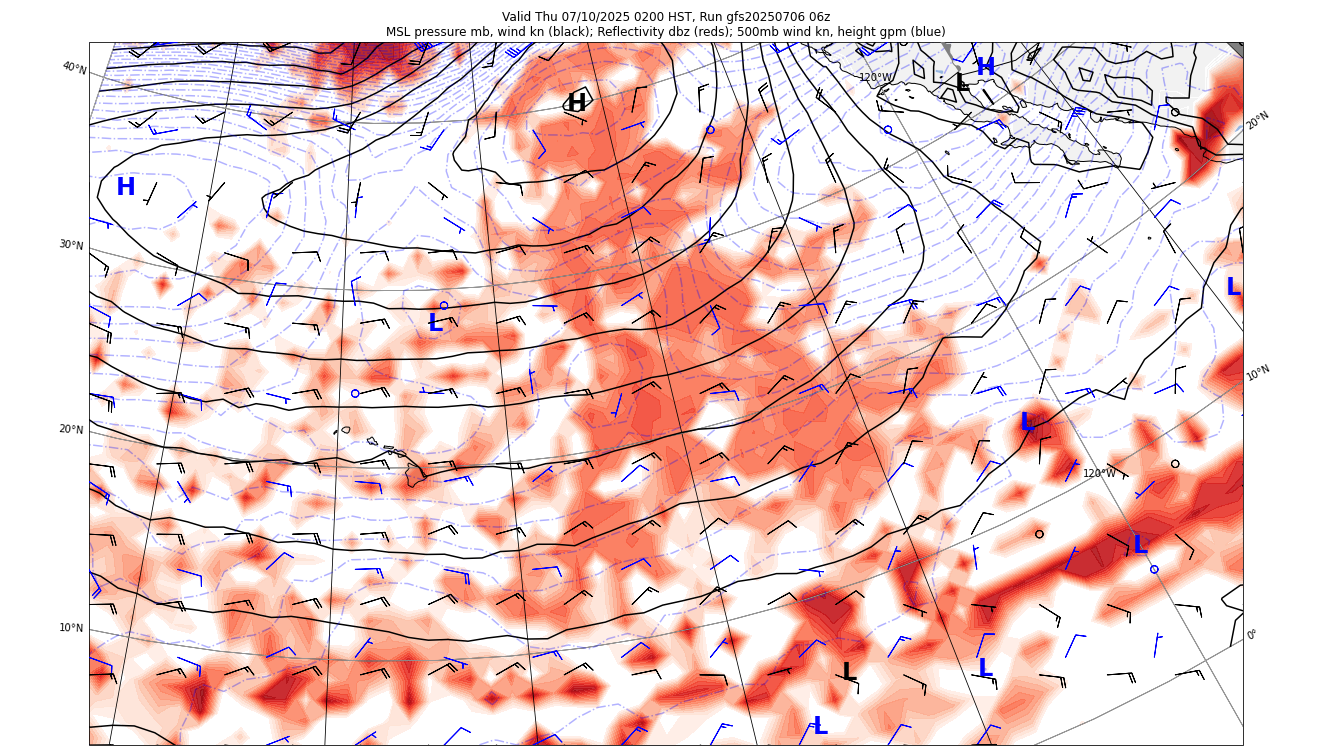 Valid Thu 07/10/2025 0200 HST, Run gfs20250706 06z
MSL pressure mb, wind kn (black); Reflectivity dbz (reds); 500mb wind kn, height gpm (blue)
40°N
120°W
H
L
H
20°N
H
30°N
L
L
10°N
20°N
L
120°W
L
10°N
0°
L
L
L